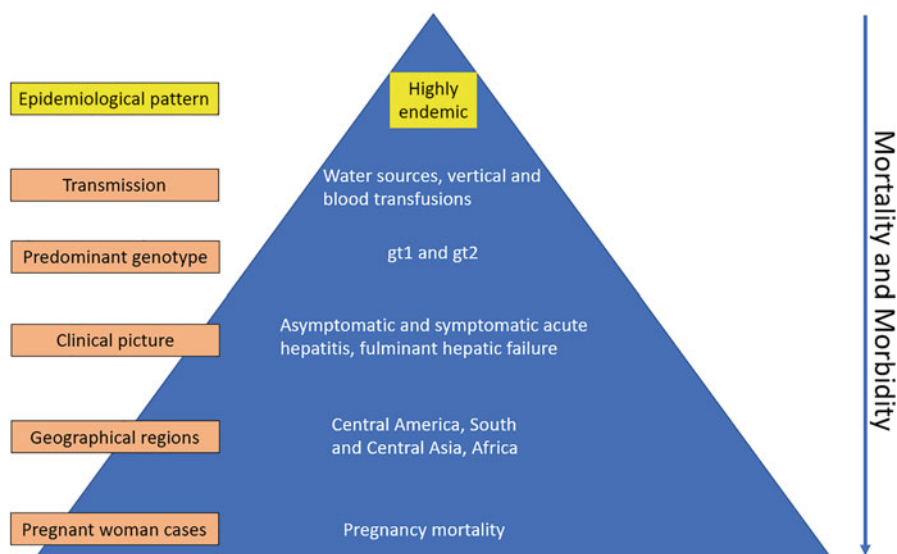 Epidemiological pattern
Highly
endemic
Transmission
Water sources, vertical and
blood transfusions
Predominant genotype
gt1 and gt2
Clinical picture
Asymptomatic and symptomatic acute
hepatitis, fulminant hepatic failure
Geographical regions
Central America, South
and Central Asia, Africa
Pregnant woman cases
Pregnancy mortality
Mortality and Morbidity